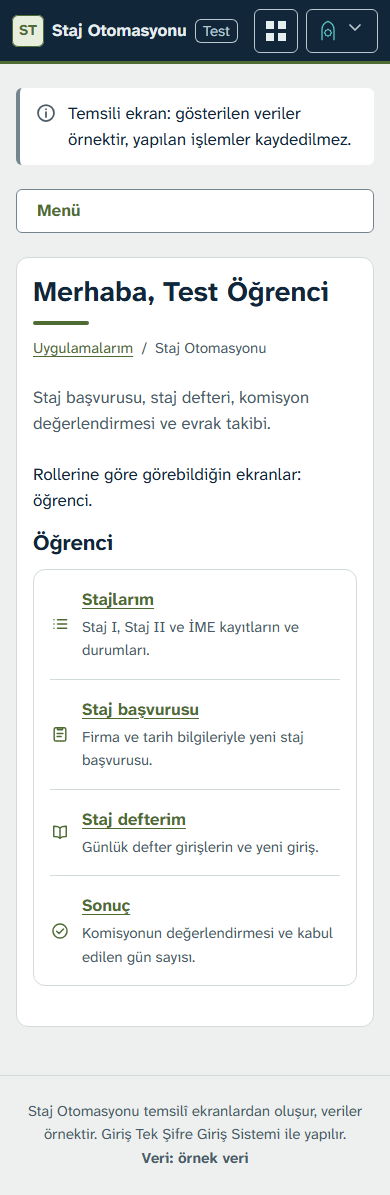 ST Staj Otomasyonu Test
Temsili ekran: gösterilen veriler
örnektir, yapılan işlemler kaydedilmez.
Menü
Merhaba, Test Öğrenci
Uygulamalarım / Staj Otomasyonu
Staj başvurusu, staj defteri, komisyon
değerlendirmesi ve evrak takibi.
Rollerine göre görebildiğin ekranlar:
öğrenci.
Öğrenci
Stajlarım
Staj I, Staj II ve İME kayıtların ve
durumları.
Staj başvurusu
Firma ve tarih bilgileriyle yeni staj
başvurusu.
Staj defterim
Günlük defter girişlerin ve yeni giriş.
Sonuç
Komisyonun değerlendirmesi ve kabul
edilen gün sayısı.
Staj Otomasyonu temsilî ekranlardan oluşur, veriler
örnektir. Giriş Tek Şifre Giriş Sistemi ile yapılır.
Veri: örnek veri